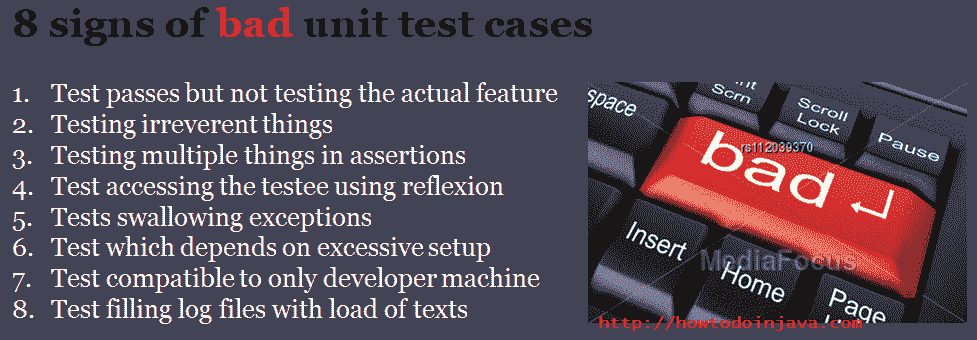 8 signs of bad unit test cases
1. Test passes but not testing the actual feature
2. Testing irreverent things
3. Testing multiple things in assertions
4. Test accessing the testee using reflexion
5. Tests swallowing exceptions
6. Test which depends on excessive setup
7. Test compatible to only developer machine
8. Test filling log files with load of texts
space
Scrn
Scroll
Lock
Pause
rs112039370
bad
Insert
Home
MediaFocus
Page
http://howtodoinjava.com